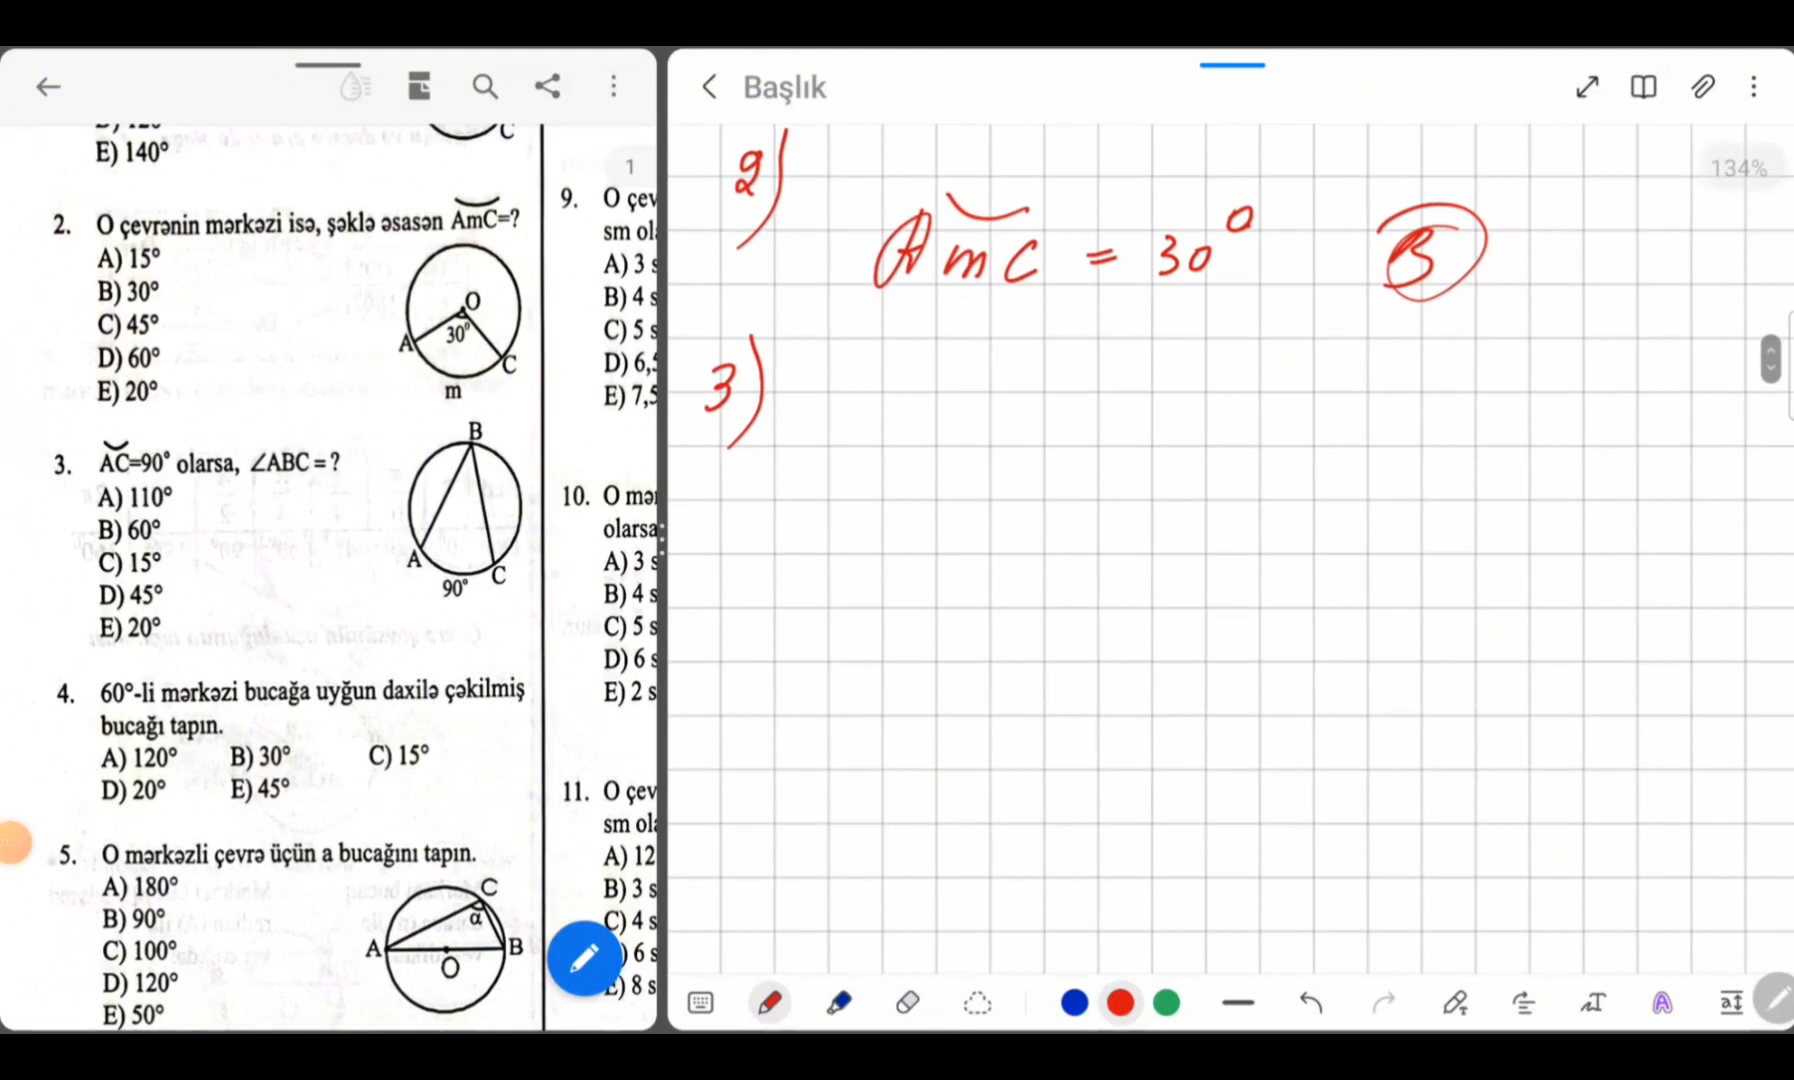 E) 140°
C
2. O çevrənin mərkəzi isə, şəklə əsasən AmC=?
A) 15°
B) 30°
C) 45°
D) 60°
E) 20°
O
30°
A
C
m
3. AC=90° olarsa, ∠ABC = ?
A) 110°
B) 60°
C) 15°
D) 45°
E) 20°
B
A
C
90°
4. 60°-li mərkəzi bucağa uyğun daxilə çəkilmiş
bucağı tapın.
A) 120° B) 30° C) 15°
D) 20° E) 45°
5. O mərkəzli çevrə üçün a bucağını tapın.
A) 180°
B) 90°
C) 100°
D) 120°
E) 50°
C
α
A
B
O
1
9. O çev
sm ol
A) 3 s
B) 4 s
C) 5 s
D) 6,5
E) 7,5
10. O mər
olarsa
A) 3 s
B) 4 s
C) 5 s
D) 6 s
E) 2 s
11. O çev
sm ol
A) 12
B) 3 s
C) 4 s
) 6 s
E) 8 s
Başlık
134%
2)
AmC = 30° B
3)